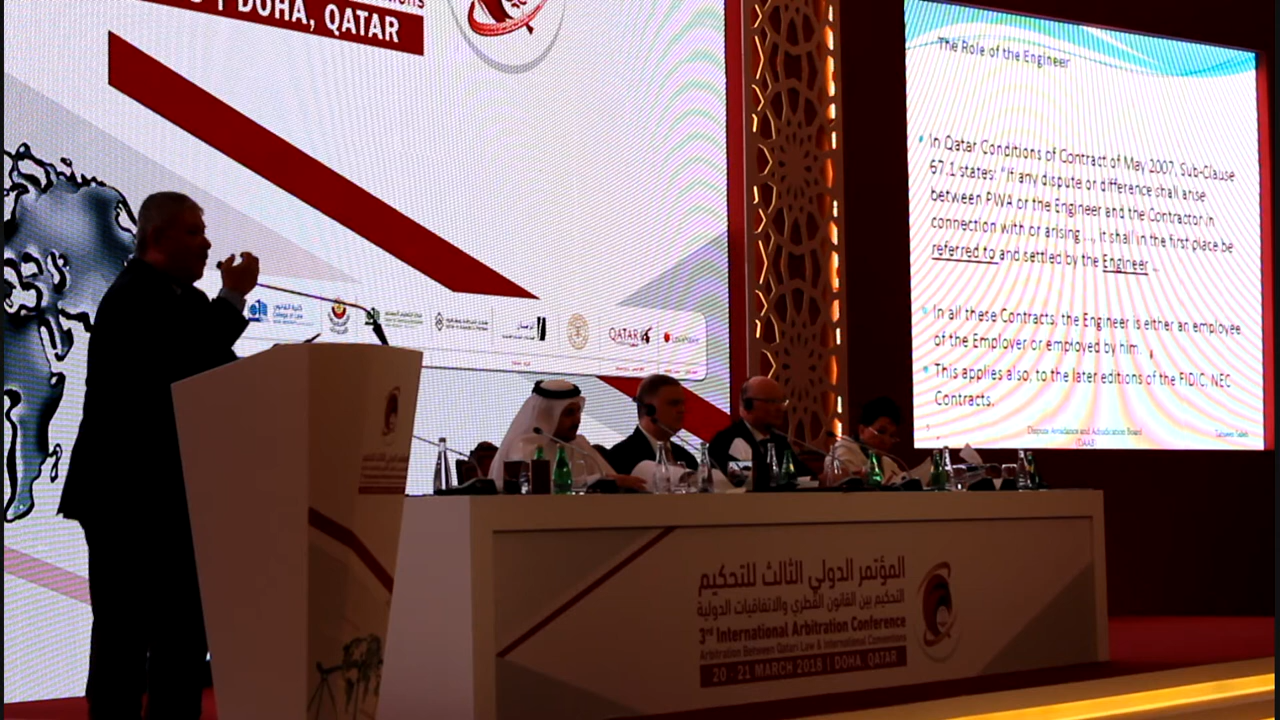 DOHA, QATAR
The Role of the Engineer
In Qatar Conditions of Contract of May 2007, Sub-Clause
67.1 states: "If any dispute or difference shall arise
between PWA or the Engineer and the Contractor in
connection with or arising ..., it shall in the first place be
referred to and settled by the Engineer ...
In all these Contracts, the Engineer is either an employee
of the Employer or employed by him.
This applies also, to the later editions of the FIDIC, NEC
Contracts.
Dispute Avoidance and Adjudication Board
(DAAB)
كلية القانون
College of Law
QATAR
LexisNexis
المؤتمر الدولي الثالث للتحكيم
التحكيم بين القانون القطري والاتفاقيات الدولية
3rd International Arbitration Conference
Arbitration Between Qatari Law & International Conventions
20 - 21 MARCH 2018 | DOHA, QATAR